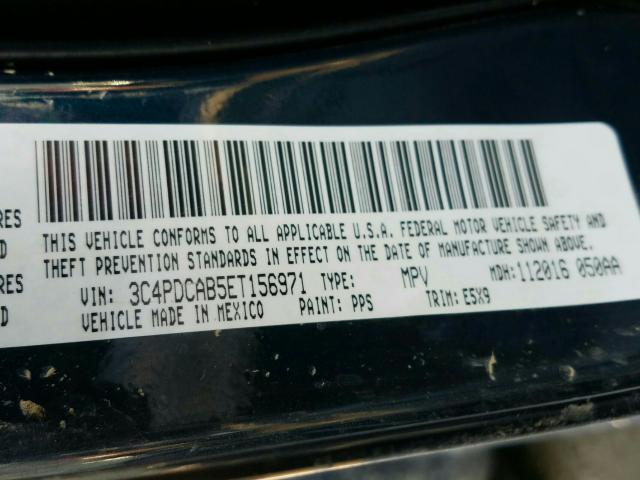 RES
D
THIS VEHICLE CONFORMS TO ALL APPLICABLE U.S.A. FEDERAL MOTOR VEHICLE SAFETY AND
THEFT PREVENTION STANDARDS IN EFFECT ON THE DATE OF MANUFACTURE SHOWN ABOVE.
RES
D
VIN: 3C4PDCAB5ET156971 TYPE: MPV MDH: 112016 050AA
VEHICLE MADE IN MEXICO PAINT: PPS TRIM: E5X9